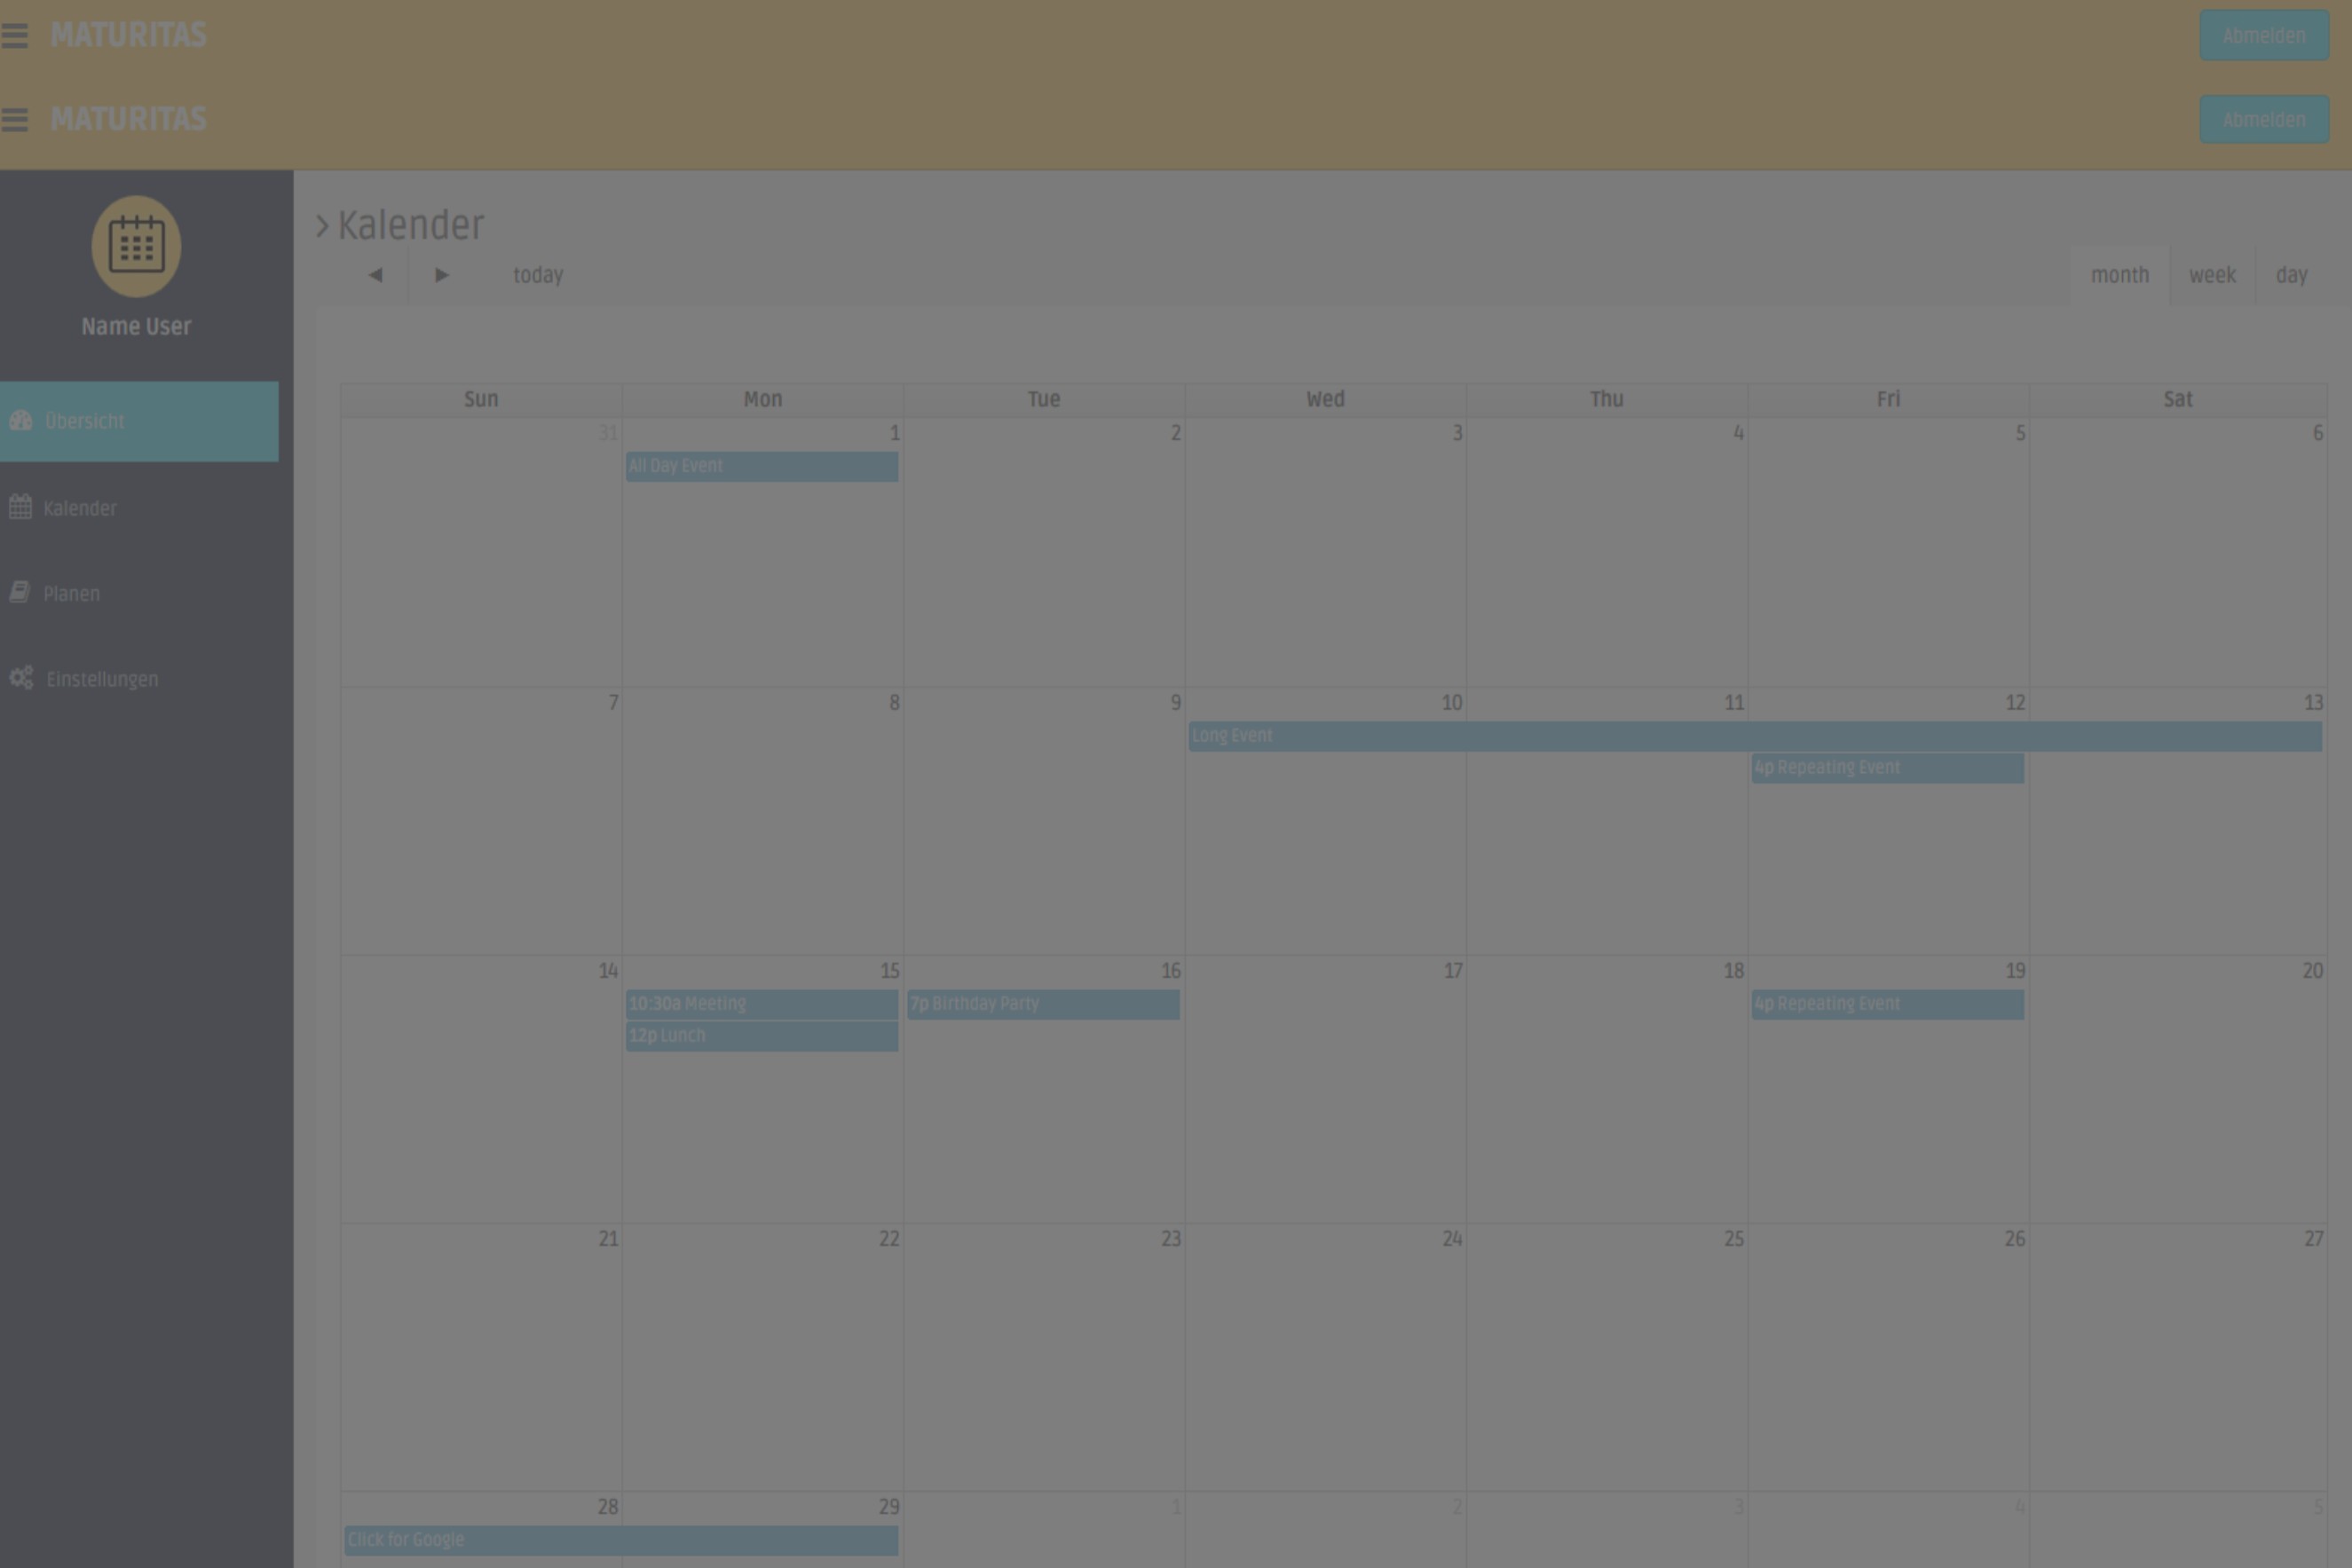 MATURITAS Abmelden
MATURITAS Abmelden
Name User
Übersicht
Kalender
Planen
Einstellungen
Kalender
today month week day
Sun Mon Tue Wed Thu Fri Sat
31 1 2 3 4 5 6
All Day Event
7 8 9 10 11 12 13
Long Event
4p Repeating Event
14 15 16 17 18 19 20
10:30a Meeting 7p Birthday Party 4p Repeating Event
12p Lunch
21 22 23 24 25 26 27
28 29 1 2 3 4 5
Click for Google